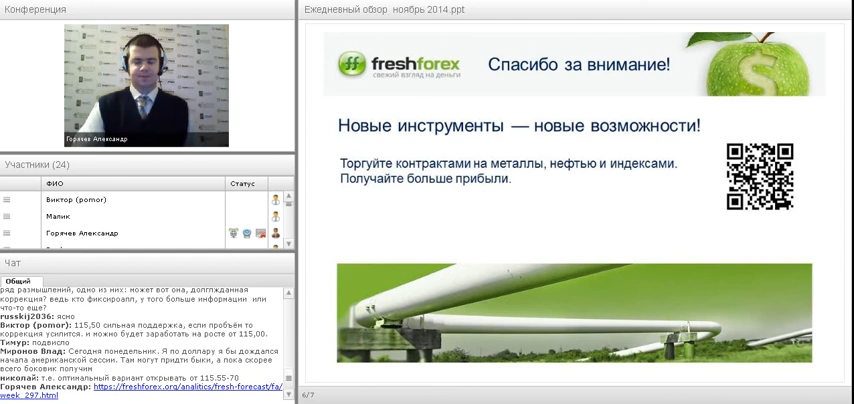 Конференция
Горячев Александр
Участники (24)
ФИО
Статус
Виктор (pomor)
Малик
Горячев Александр
Чат
Общий
ряд размышлений, одно из них: может вот она, долгжданная
коррекция? ведь кто фиксироапл, у того больше информации или
что-то еще?
russkij2036: ясно
Виктор (pomor): 115,50 сильная поддержка, если пробъём то
коррекция усилится. и можно будет заработать на росте от 115,00.
Тимур: подвисло
Миронов Влад: Сегодня понедельник. Я по доллару я бы дождался
начала американской сессии. Там могут придти быки, а пока скорее
всего боковик получим
николай: т.е. оптимальный вариант открывать от 115.55-70
Горячев Александр: https://freshforex.org/analitics/fresh-forecast/fa/
week_297.html
Ежедневный обзор ноябрь 2014.ppt
freshforex
свежий взгляд на деньги
Спасибо за внимание!
Новые инструменты — новые возможности!
Торгуйте контрактами на металлы, нефтью и индексами.
Получайте больше прибыли.
6/7